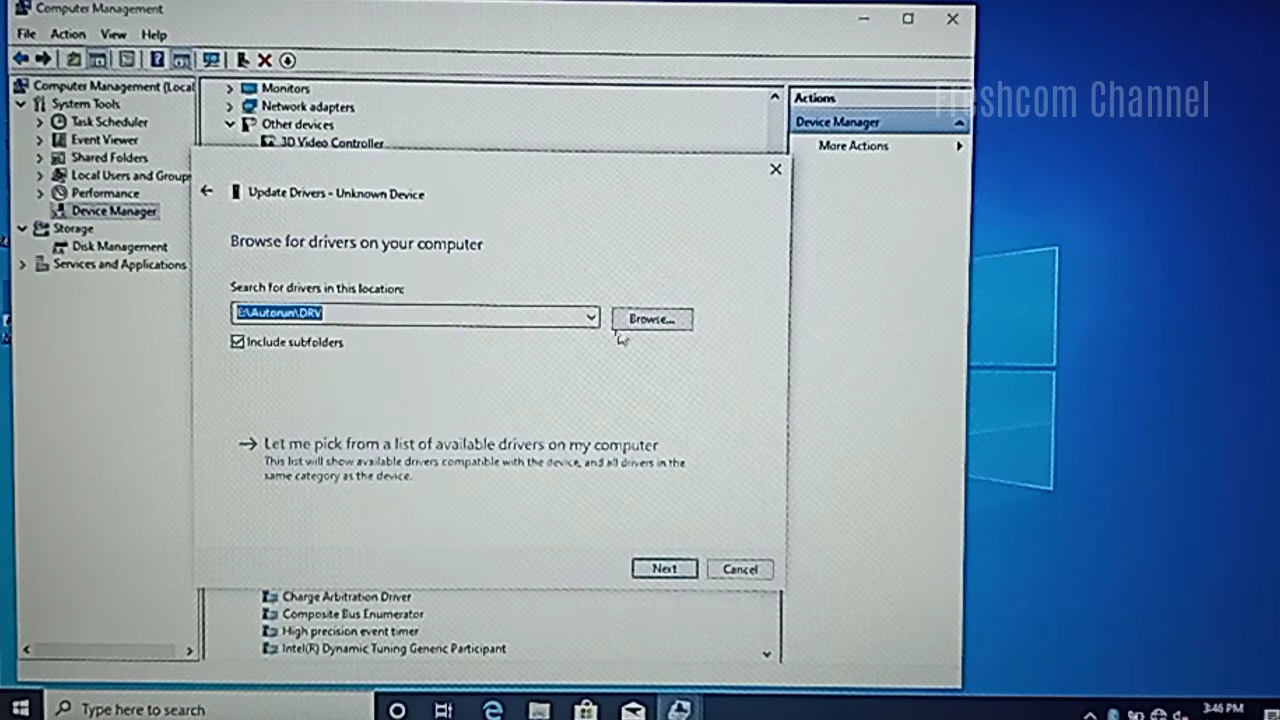 Computer Management
File Action View Help
Computer Management (Local
System Tools
Task Scheduler
Event Viewer
Shared Folders
Local Users and Groups
Performance
Device Manager
Storage
Disk Management
Services and Applications
Monitors
Network adapters
Other devices
3D Video Controller
Actions
Device Manager
More Actions
Freshcom Channel
Update Drivers - Unknown Device
Browse for drivers on your computer
Search for drivers in this location:
E:\Autorun\DRV
Browse...
Include subfolders
Let me pick from a list of available drivers on my computer
This list will show available drivers compatible with the device, and all drivers in the
same category as the device.
Next Cancel
Charge Arbitration Driver
Composite Bus Enumerator
High precision event timer
Intel(R) Dynamic Tuning Generic Participant
Type here to search
3:46 PM